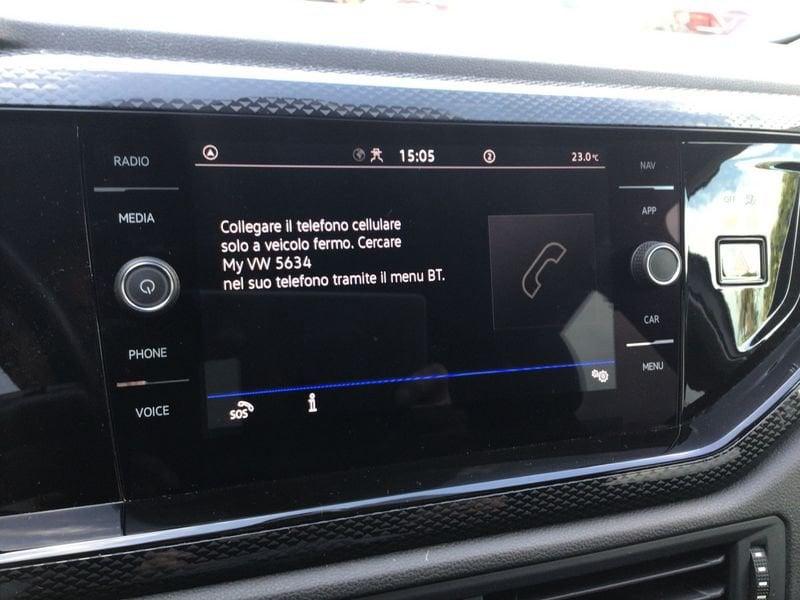 RADIO
MEDIA
PHONE
VOICE
15:05
2
23.0°C
Collegare il telefono cellulare
solo a veicolo fermo. Cercare
My VW 5634
nel suo telefono tramite il menu BT.
SOS
i
NAV
APP
CAR
MENU